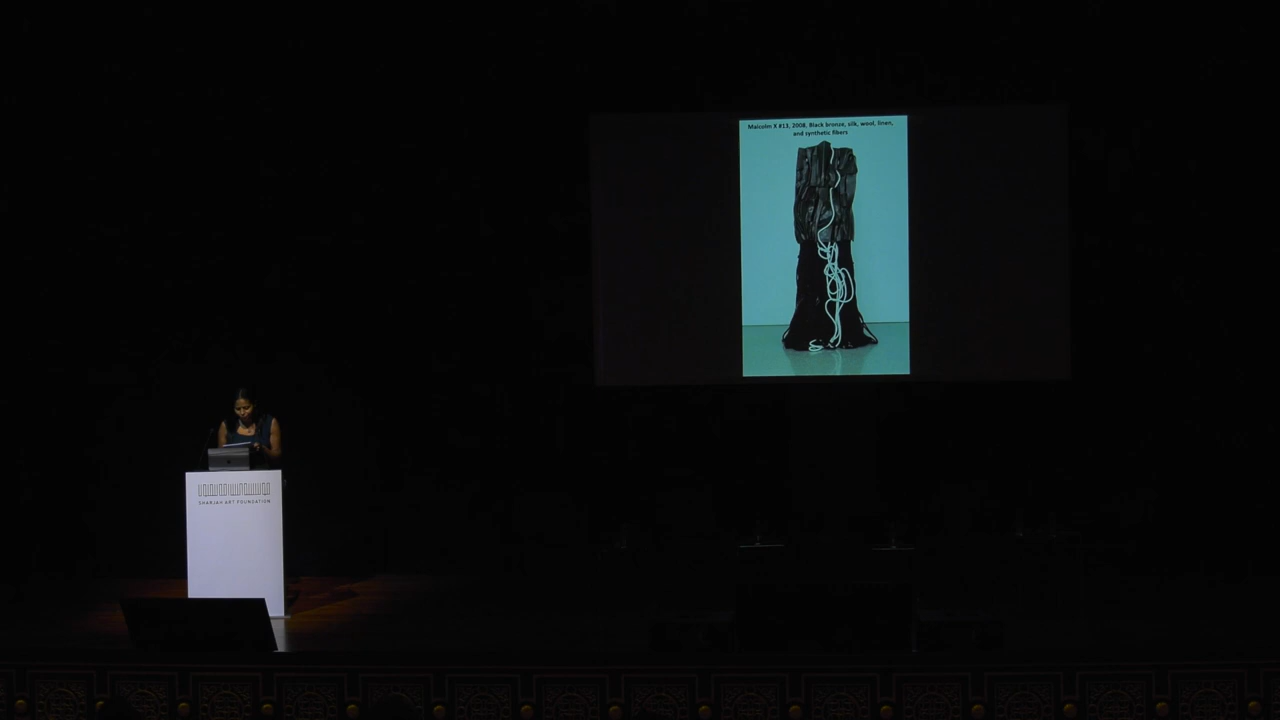 Malcolm X #13, 2008, Black bronze, silk, wool, linen,
and synthetic fibers
SHARJAH ART FOUNDATION